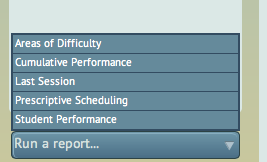 Areas of Difficulty
Cumulative Performance
Last Session
Prescriptive Scheduling
Student Performance
Run a report...